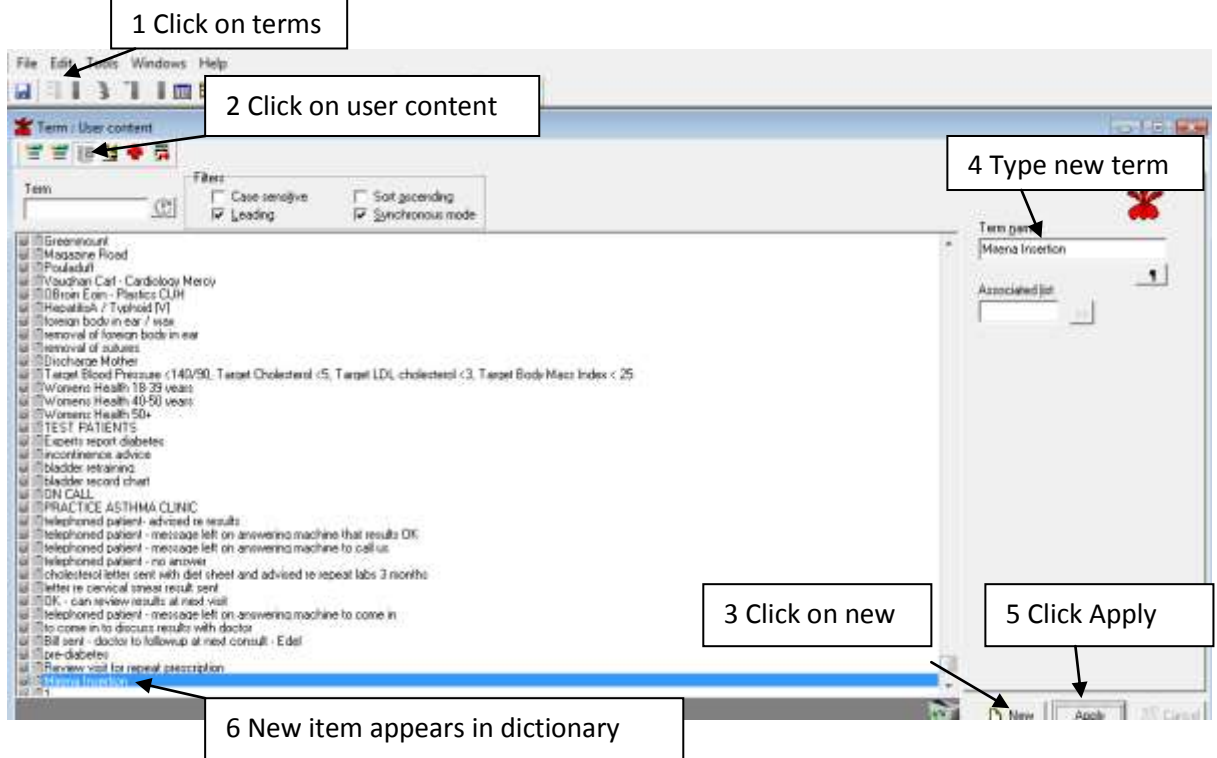 1 Click on terms
File Edit Tools Windows Help
2 Click on user content
Term : User content
4 Type new term
Term
Filters
Case sensitive
Sort ascending
Leading
Synchronous mode
Term name
Mirena Insertion
Associated list
Greenmount
Magazine Road
Pouladuff
Vaughan Carl - Cardiology Mercy
OBroin Eoin - Plastics CUH
HepatitisA / Typhoid [V]
foreign body in ear / wax
removal of foreign body in ear
removal of sutures
Discharge Mother
Target Blood Pressure <140/90, Target Cholesterol <5, Target LDL-cholesterol <3, Target Body Mass Index < 25
Womens Health 18-39 years
Womens Health 40-50 years
Womens Health 50+
TEST PATIENTS
Experts report diabetes
incontinence advice
bladder retraining
bladder record chart
ON CALL
PRACTICE ASTHMA CLINIC
telephoned patient- advised re results
telephoned patient - message left on answering machine that results OK
telephoned patient - message left on answering machine to call us
telephoned patient - no answer
cholesterol letter sent with diet sheet and advised re repeat labs 3 months
letter re cervical smear result sent
OK - can review results at next visit
telephoned patient - message left on answering machine to come in
to come in to discuss results with doctor
Bill sent - doctor to followup at next consult - Edel
pre-diabetes
Review visit for repeat prescription
Mirena Insertion
3 Click on new
5 Click Apply
New
Apply
Cancel
6 New item appears in dictionary